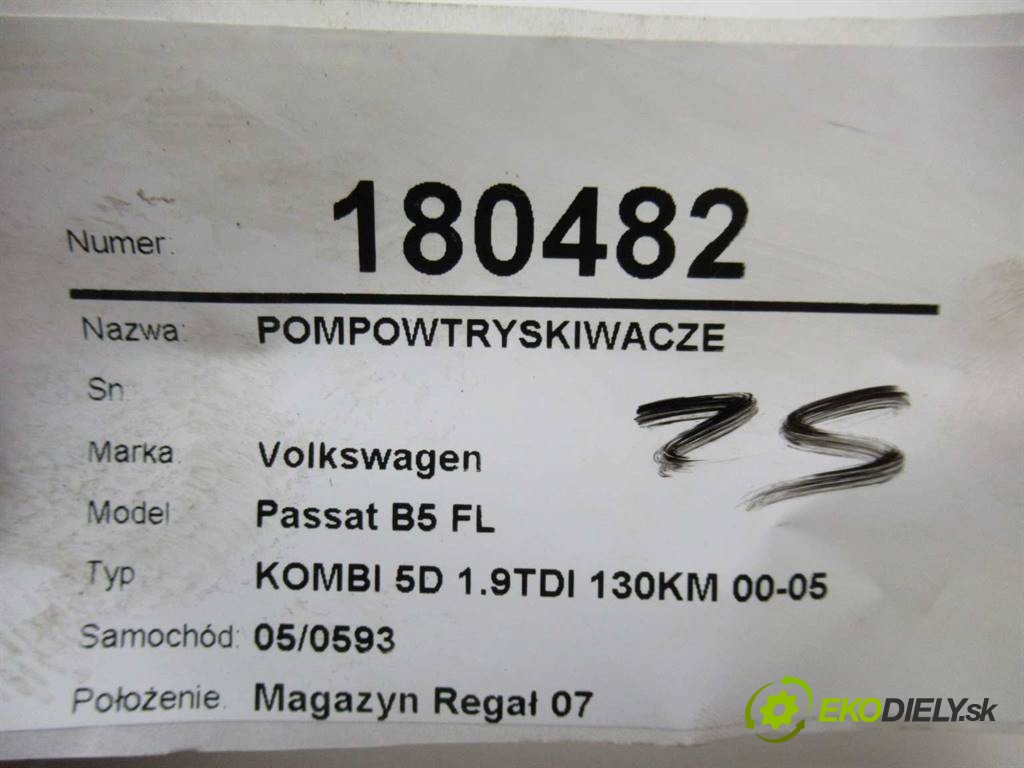 Numer: 180482
Nazwa: POMPOWTRYSKIWACZE
Sn
Marka Volkswagen
Model Passat B5 FL
Typ KOMBI 5D 1.9TDI 130KM 00-05
Samochód: 05/0593
Położenie. Magazyn Regał 07
EKODIELY.sk